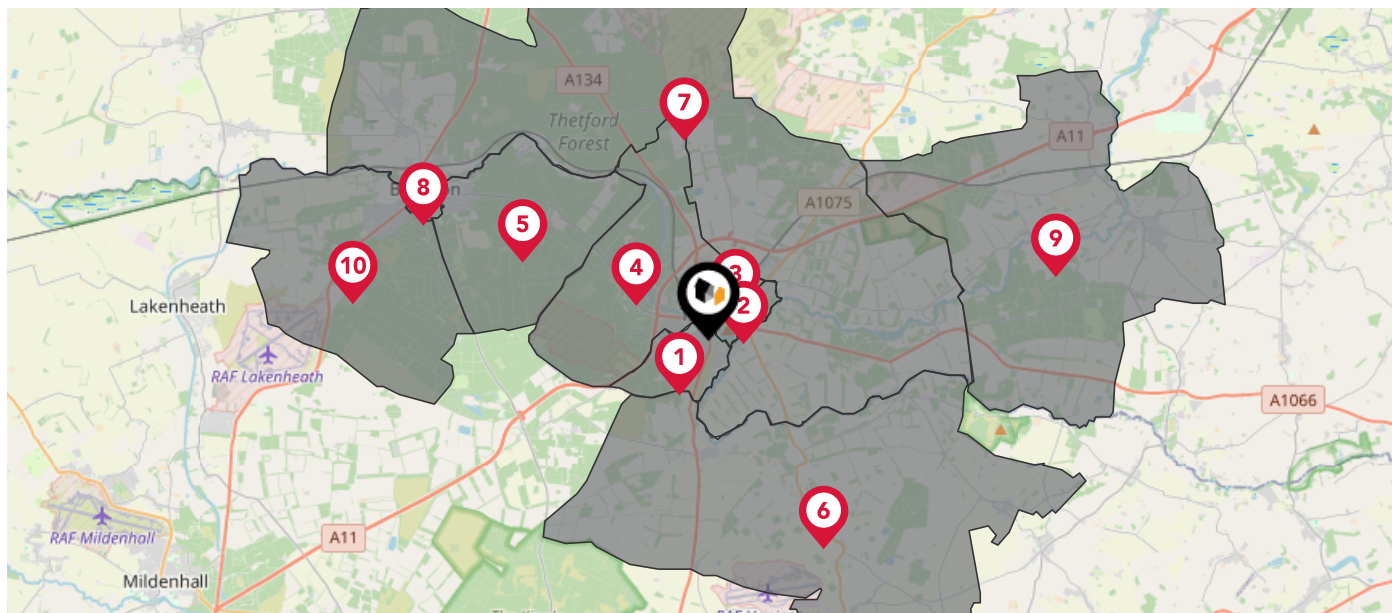 A134
7
Thetford
Forest
A11
8
A1075
5
9
10
4
3
2
Lakenheath
1
RAF Lakenheath
A1066
6
RAF Mildenhall
A11
Mildenhall